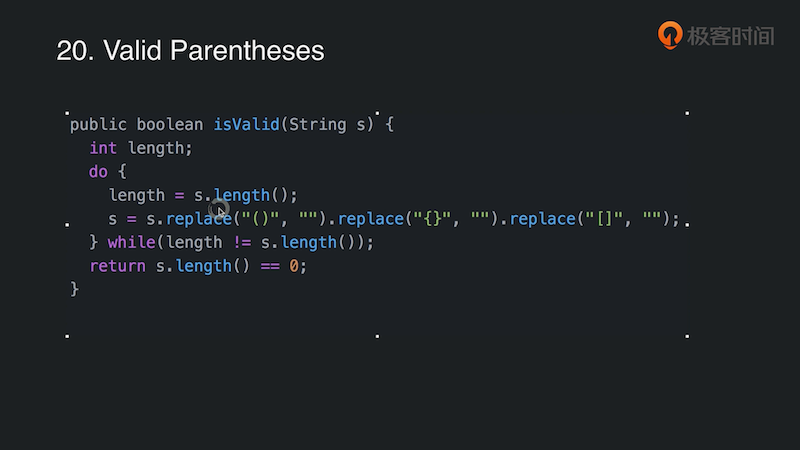 20. Valid Parentheses
极客时间
public boolean isValid(String s) {
  int length;
  do {
    length = s.length();
    s = s.replace("()", "").replace("{}", "").replace("[]", "");
  } while(length != s.length());
  return s.length() == 0;
}